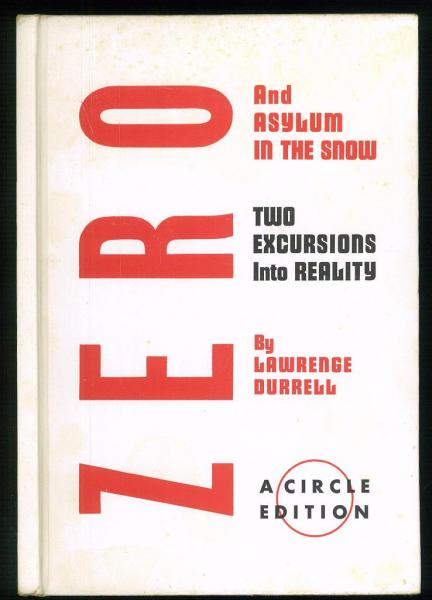 ZERO
And
ASYLUM
IN THE SNOW
TWO
EXCURSIONS
Into REALITY
By
LAWRENCE
DURRELL
A CIRCLE
EDITION